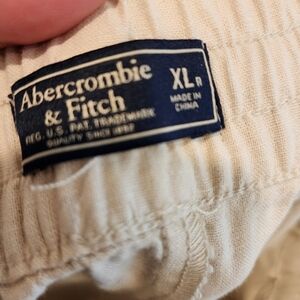 Abercrombie
& Fitch
REG. U.S. PAT. TRADEMARK
QUALITY SINCE 1892
XL R
MADE IN
CHINA